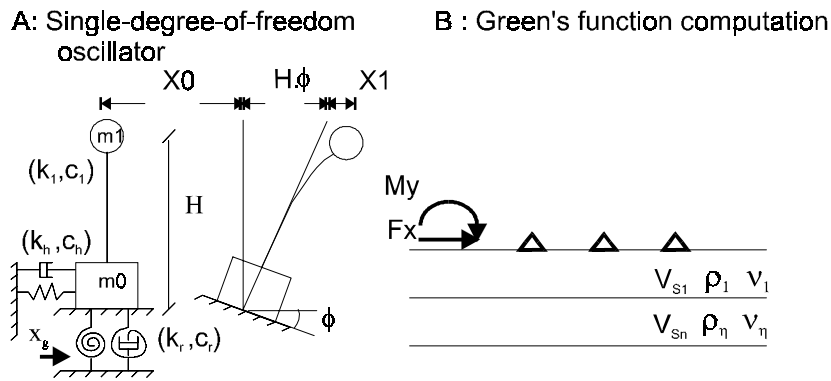 A: Single-degree-of-freedom
oscillator
B : Green's function computation
X0
H.ϕ
X1
m1
(k1,c1)
H
(kh,ch)
m0
xg
(kr,cr)
ϕ
My
Fx
VS1 ρ1 ν1
VSn ρη νη